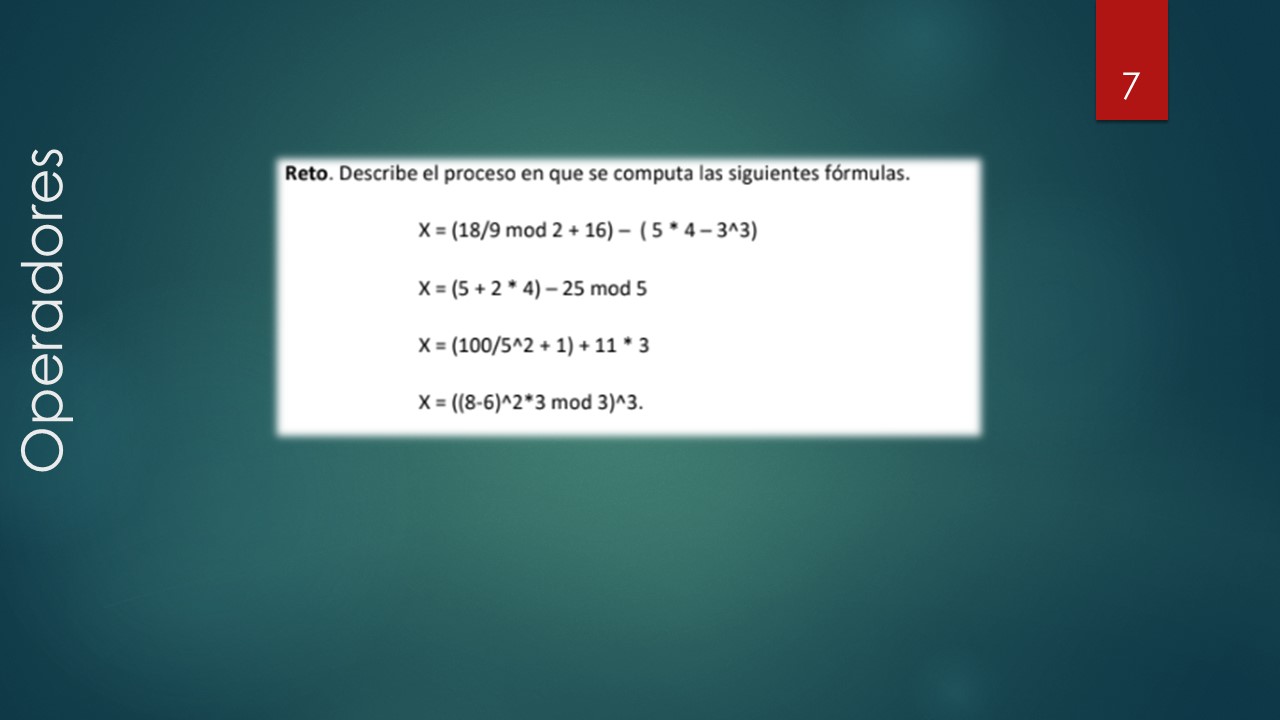 7
Operadores
Reto. Describe el proceso en que se computa las siguientes fórmulas.
X = (18/9 mod 2 + 16) – ( 5 * 4 – 3^3)
X = (5 + 2 * 4) – 25 mod 5
X = (100/5^2 + 1) + 11 * 3
X = ((8-6)^2*3 mod 3)^3.